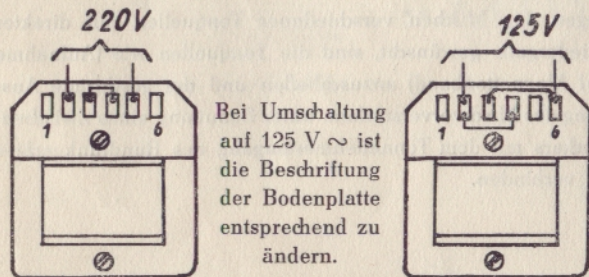 220V
125V
1 6
1 6
Bei Umschaltung
auf 125 V ~ ist
die Beschriftung
der Bodenplatte
entsprechend zu
ändern.